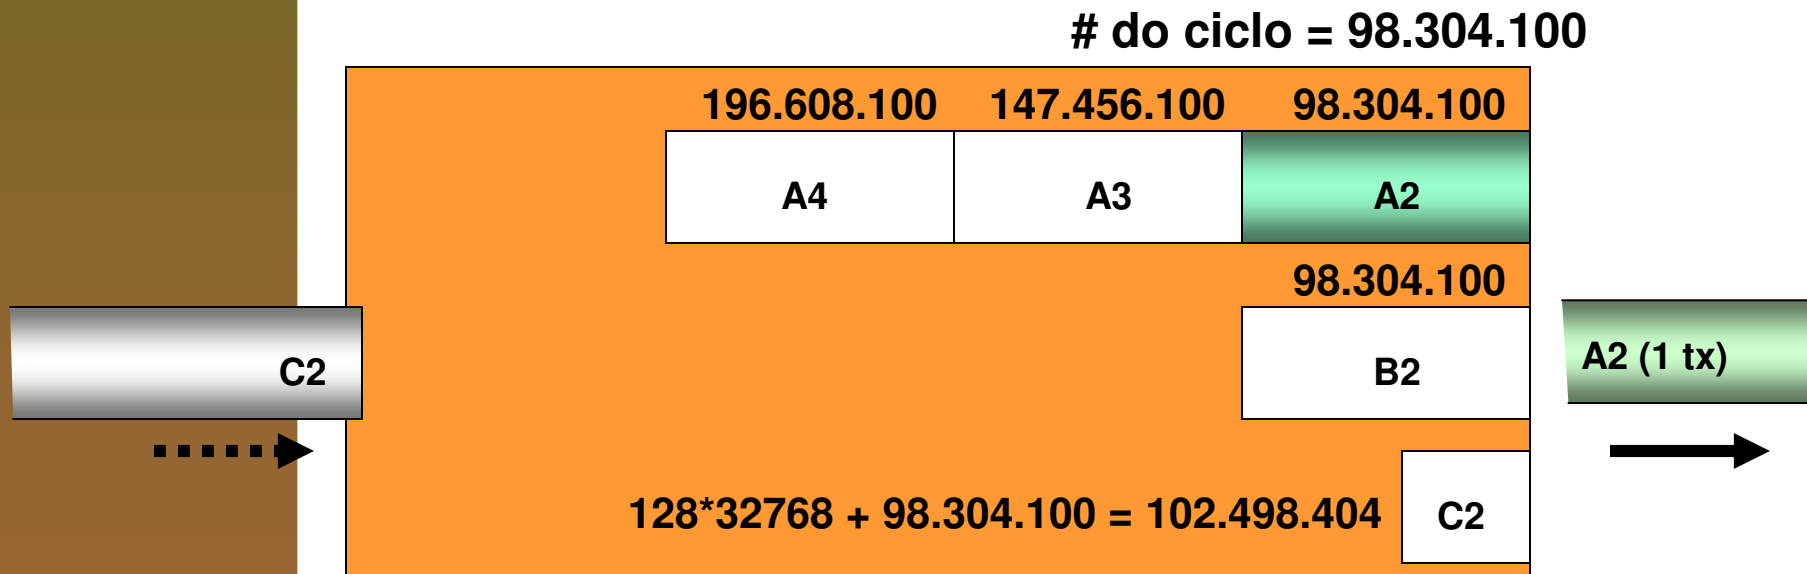 # do ciclo = 98.304.100
196.608.100 147.456.100 98.304.100
A4 A3 A2
98.304.100
C2 B2 A2 (1 tx)
128*32768 + 98.304.100 = 102.498.404 C2